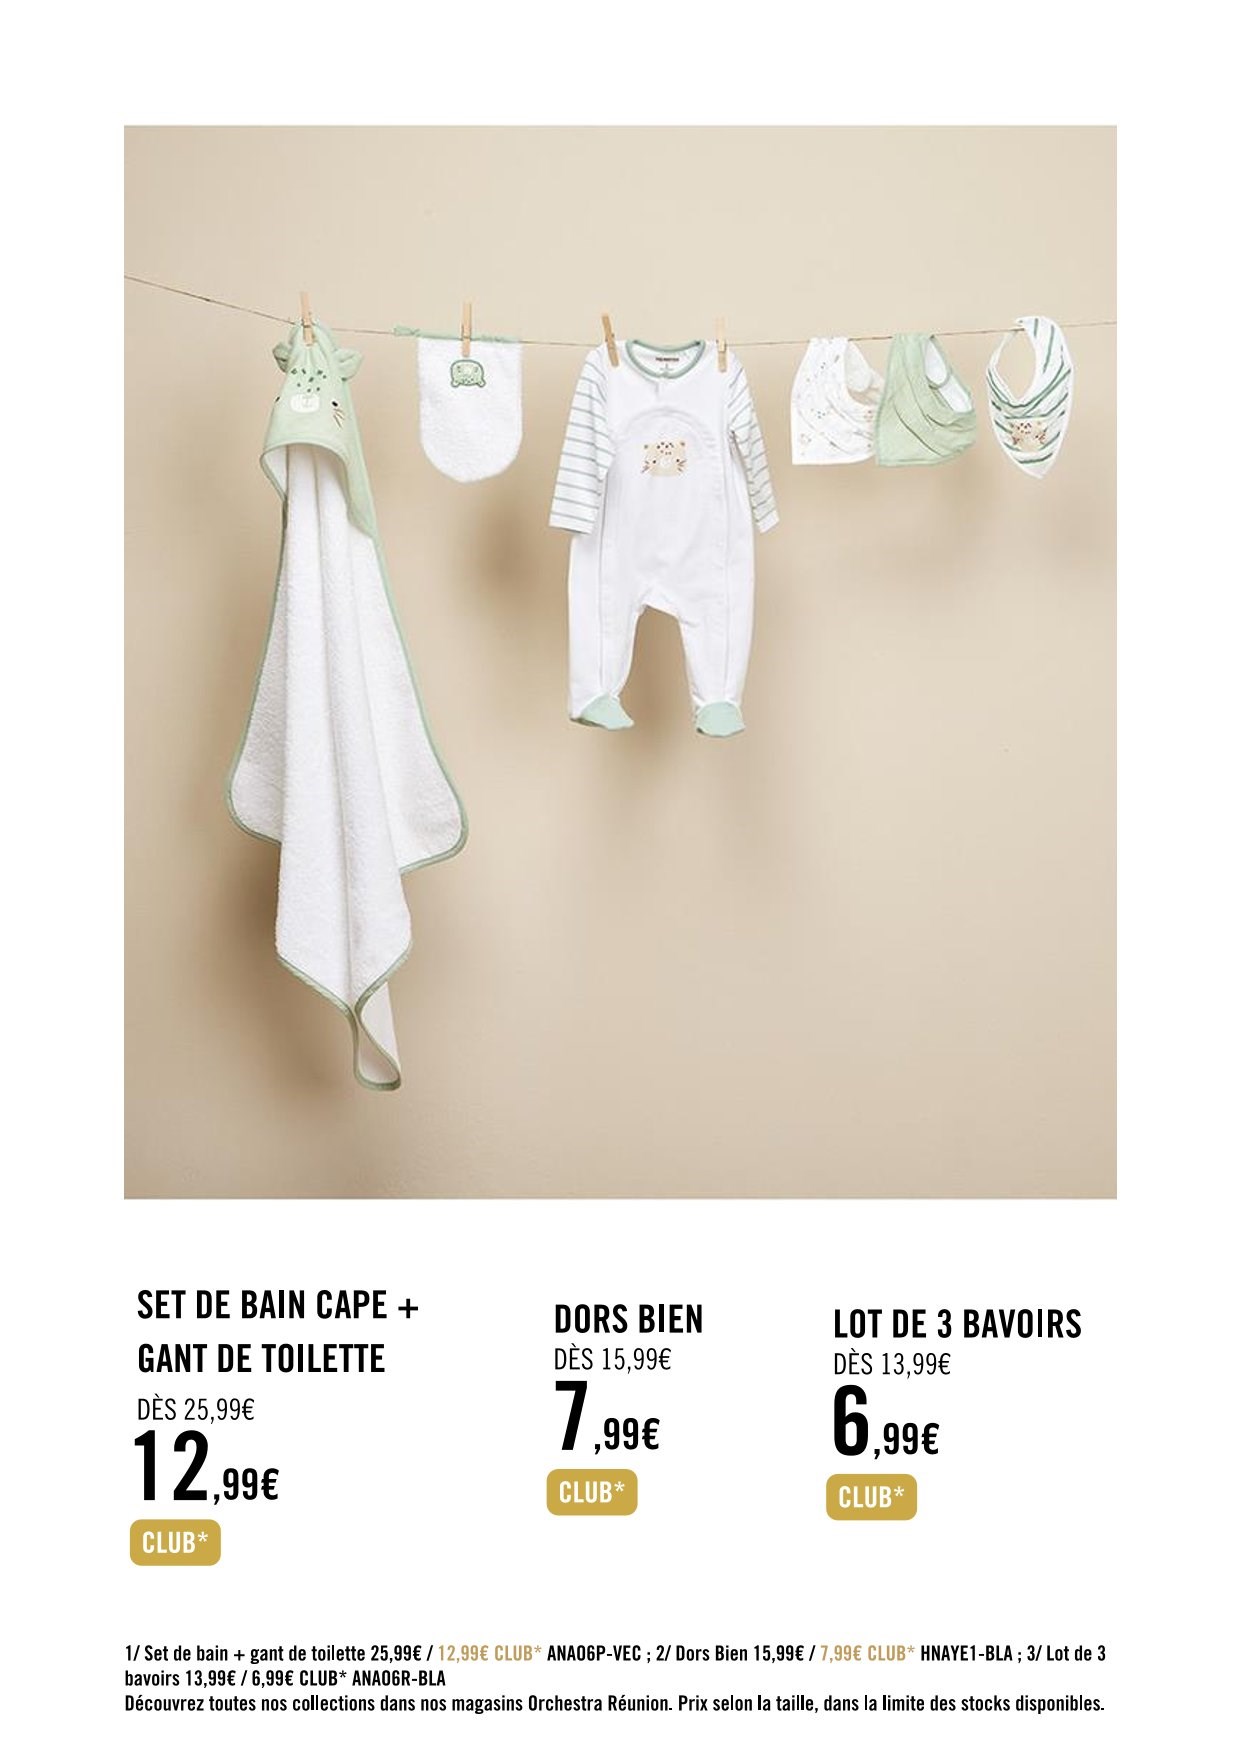 SET DE BAIN CAPE +
GANT DE TOILETTE
DÈS 25,99€
12,99€
CLUB*
DORS BIEN
DÈS 15,99€
7,99€
CLUB*
LOT DE 3 BAVOIRS
DÈS 13,99€
6,99€
CLUB*
1/ Set de bain + gant de toilette 25,99€ / 12,99€ CLUB* ANA06P-VEC ; 2/ Dors Bien 15,99€ / 7,99€ CLUB* HNAYE1-BLA ; 3/ Lot de 3
bavoirs 13,99€ / 6,99€ CLUB* ANA06R-BLA
Découvrez toutes nos collections dans nos magasins Orchestra Réunion. Prix selon la taille, dans la limite des stocks disponibles.